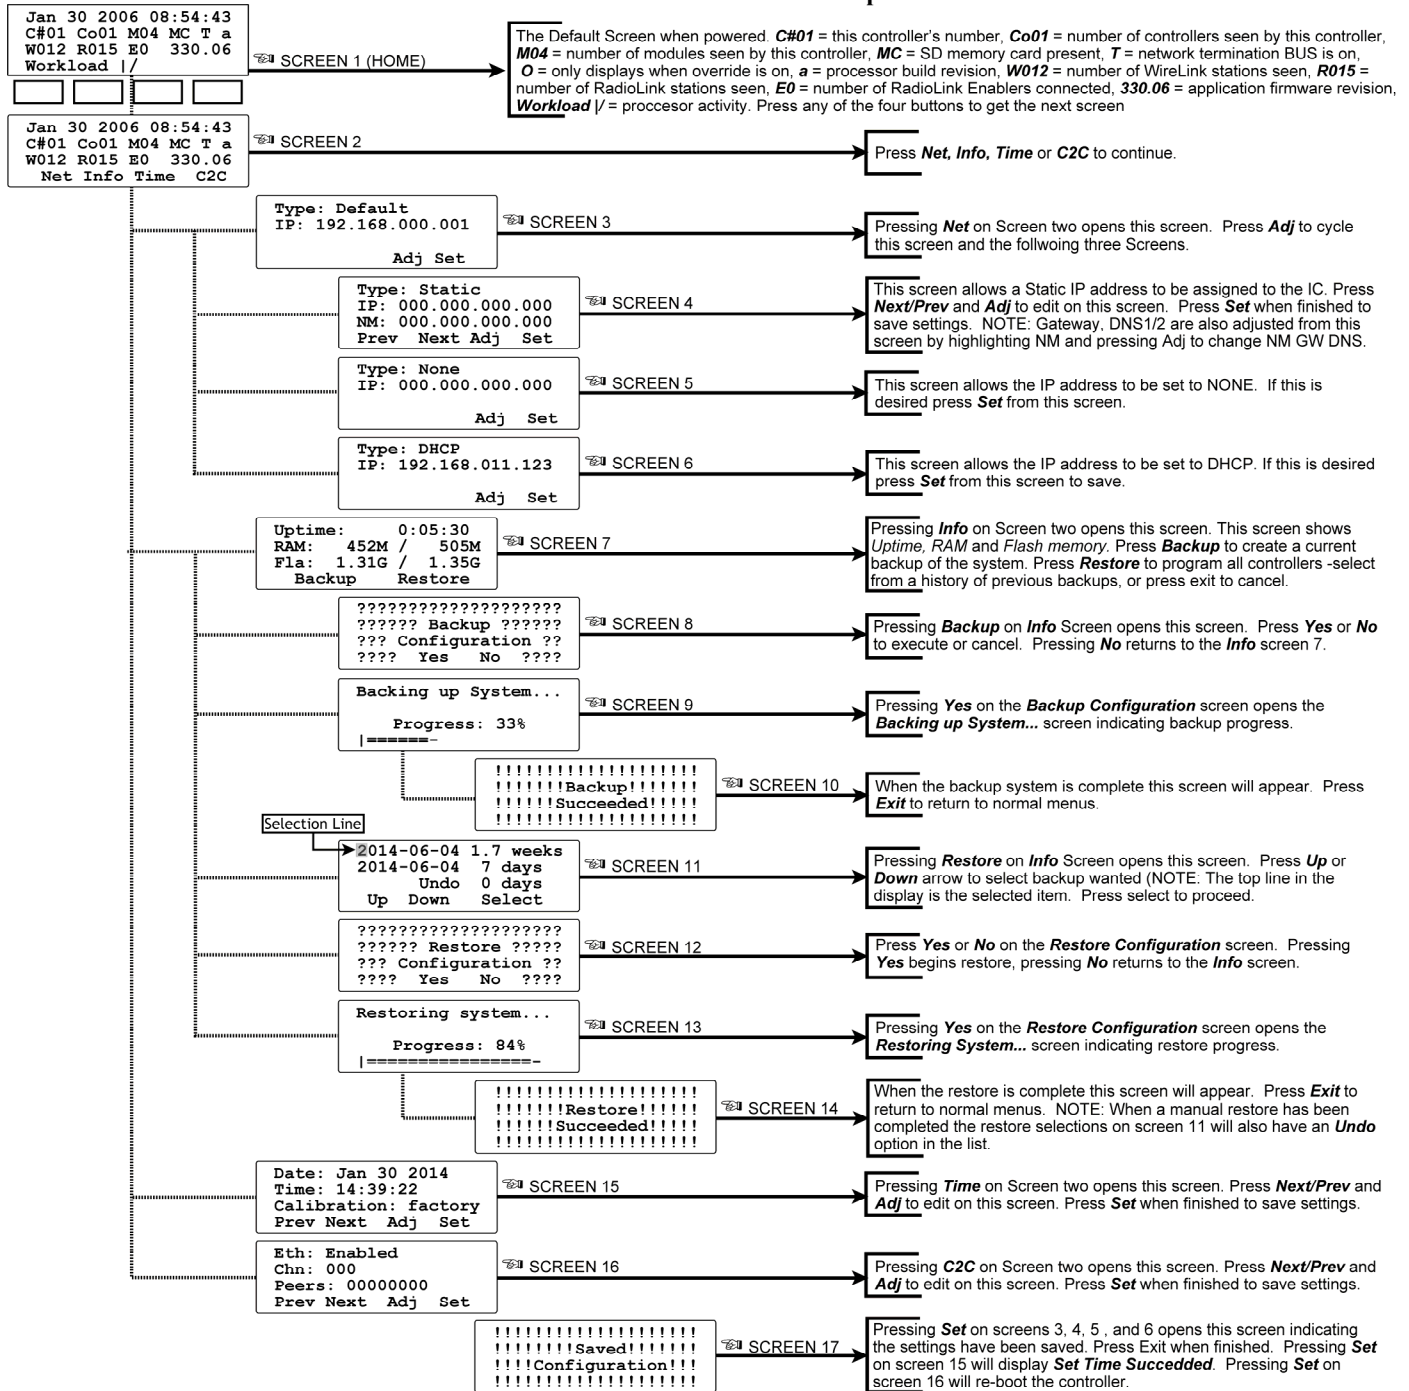 Jan 30 2006 08:54:43
C#01 Co01 M04 MC T a
W012 R015 E0 330.06
Workload |/
SCREEN 1 (HOME)
The Default Screen when powered. C#01 = this controller's number, Co01 = number of controllers seen by this controller,
M04 = number of modules seen by this controller, MC = SD memory card present, T = network termination BUS is on,
O = only displays when override is on, a = processor build revision, W012 = number of WireLink stations seen, R015 =
number of RadioLink stations seen, E0 = number of RadioLink Enablers connected, 330.06 = application firmware revision,
Workload |/ = proccesor activity. Press any of the four buttons to get the next screen
Jan 30 2006 08:54:43
C#01 Co01 M04 MC T a
W012 R015 E0 330.06
Net Info Time C2C
SCREEN 2
Press Net, Info, Time or C2C to continue.
Type: Default
IP: 192.168.000.001
Adj Set
SCREEN 3
Pressing Net on Screen two opens this screen. Press Adj to cycle
this screen and the follwoing three Screens.
Type: Static
IP: 000.000.000.000
NM: 000.000.000.000
Prev Next Adj Set
SCREEN 4
This screen allows a Static IP address to be assigned to the IC. Press
Next/Prev and Adj to edit on this screen. Press Set when finished to
save settings. NOTE: Gateway, DNS1/2 are also adjusted from this
screen by highlighting NM and pressing Adj to change NM GW DNS.
Type: None
IP: 000.000.000.000
Adj Set
SCREEN 5
This screen allows the IP address to be set to NONE. If this is
desired press Set from this screen.
Type: DHCP
IP: 192.168.011.123
Adj Set
SCREEN 6
This screen allows the IP address to be set to DHCP. If this is desired
press Set from this screen to save.
Uptime: 0:05:30
RAM: 452M / 505M
Fla: 1.31G / 1.35G
Backup Restore
SCREEN 7
Pressing Info on Screen two opens this screen. This screen shows
Uptime, RAM and Flash memory. Press Backup to create a current
backup of the system. Press Restore to program all controllers -select
from a history of previous backups, or press exit to cancel.
????????????????????
?????? Backup ??????
??? Configuration ??
???? Yes No ????
SCREEN 8
Pressing Backup on Info Screen opens this screen. Press Yes or No
to execute or cancel. Pressing No returns to the Info screen 7.
Backing up System...
Progress: 33%
|======-
SCREEN 9
Pressing Yes on the Backup Configuration screen opens the
Backing up System... screen indicating backup progress.
!!!!!!!!!!!!!!!!!!!!
!!!!!!!Backup!!!!!!!
!!!!!!Succeeded!!!!!
!!!!!!!!!!!!!!!!!!!!
SCREEN 10
When the backup system is complete this screen will appear. Press
Exit to return to normal menus.
Selection Line
2014-06-04 1.7 weeks
2014-06-04 7 days
Undo 0 days
Up Down Select
SCREEN 11
Pressing Restore on Info Screen opens this screen. Press Up or
Down arrow to select backup wanted (NOTE: The top line in the
display is the selected item. Press select to proceed.
????????????????????
?????? Restore ?????
??? Configuration ??
???? Yes No ????
SCREEN 12
Press Yes or No on the Restore Configuration screen. Pressing
Yes begins restore, pressing No returns to the Info screen.
Restoring system...
Progress: 84%
|================-
SCREEN 13
Pressing Yes on the Restore Configuration screen opens the
Restoring System... screen indicating restore progress.
!!!!!!!!!!!!!!!!!!!!
!!!!!!!Restore!!!!!!
!!!!!!Succeeded!!!!!
!!!!!!!!!!!!!!!!!!!!
SCREEN 14
When the restore is complete this screen will appear. Press Exit to
return to normal menus. NOTE: When a manual restore has been
completed the restore selections on screen 11 will also have an Undo
option in the list.
Date: Jan 30 2014
Time: 14:39:22
Calibration: factory
Prev Next Adj Set
SCREEN 15
Pressing Time on Screen two opens this screen. Press Next/Prev and
Adj to edit on this screen. Press Set when finished to save settings.
Eth: Enabled
Chn: 000
Peers: 00000000
Prev Next Adj Set
SCREEN 16
Pressing C2C on Screen two opens this screen. Press Next/Prev and
Adj to edit on this screen. Press Set when finished to save settings.
!!!!!!!!!!!!!!!!!!!!
!!!!!!!!Saved!!!!!!!
!!!!Configuration!!!
!!!!!!!!!!!!!!!!!!!!
SCREEN 17
Pressing Set on screens 3, 4, 5 , and 6 opens this screen indicating
the settings have been saved. Press Exit when finished. Pressing Set
on screen 15 will display Set Time Succedded. Pressing Set on
screen 16 will re-boot the controller.